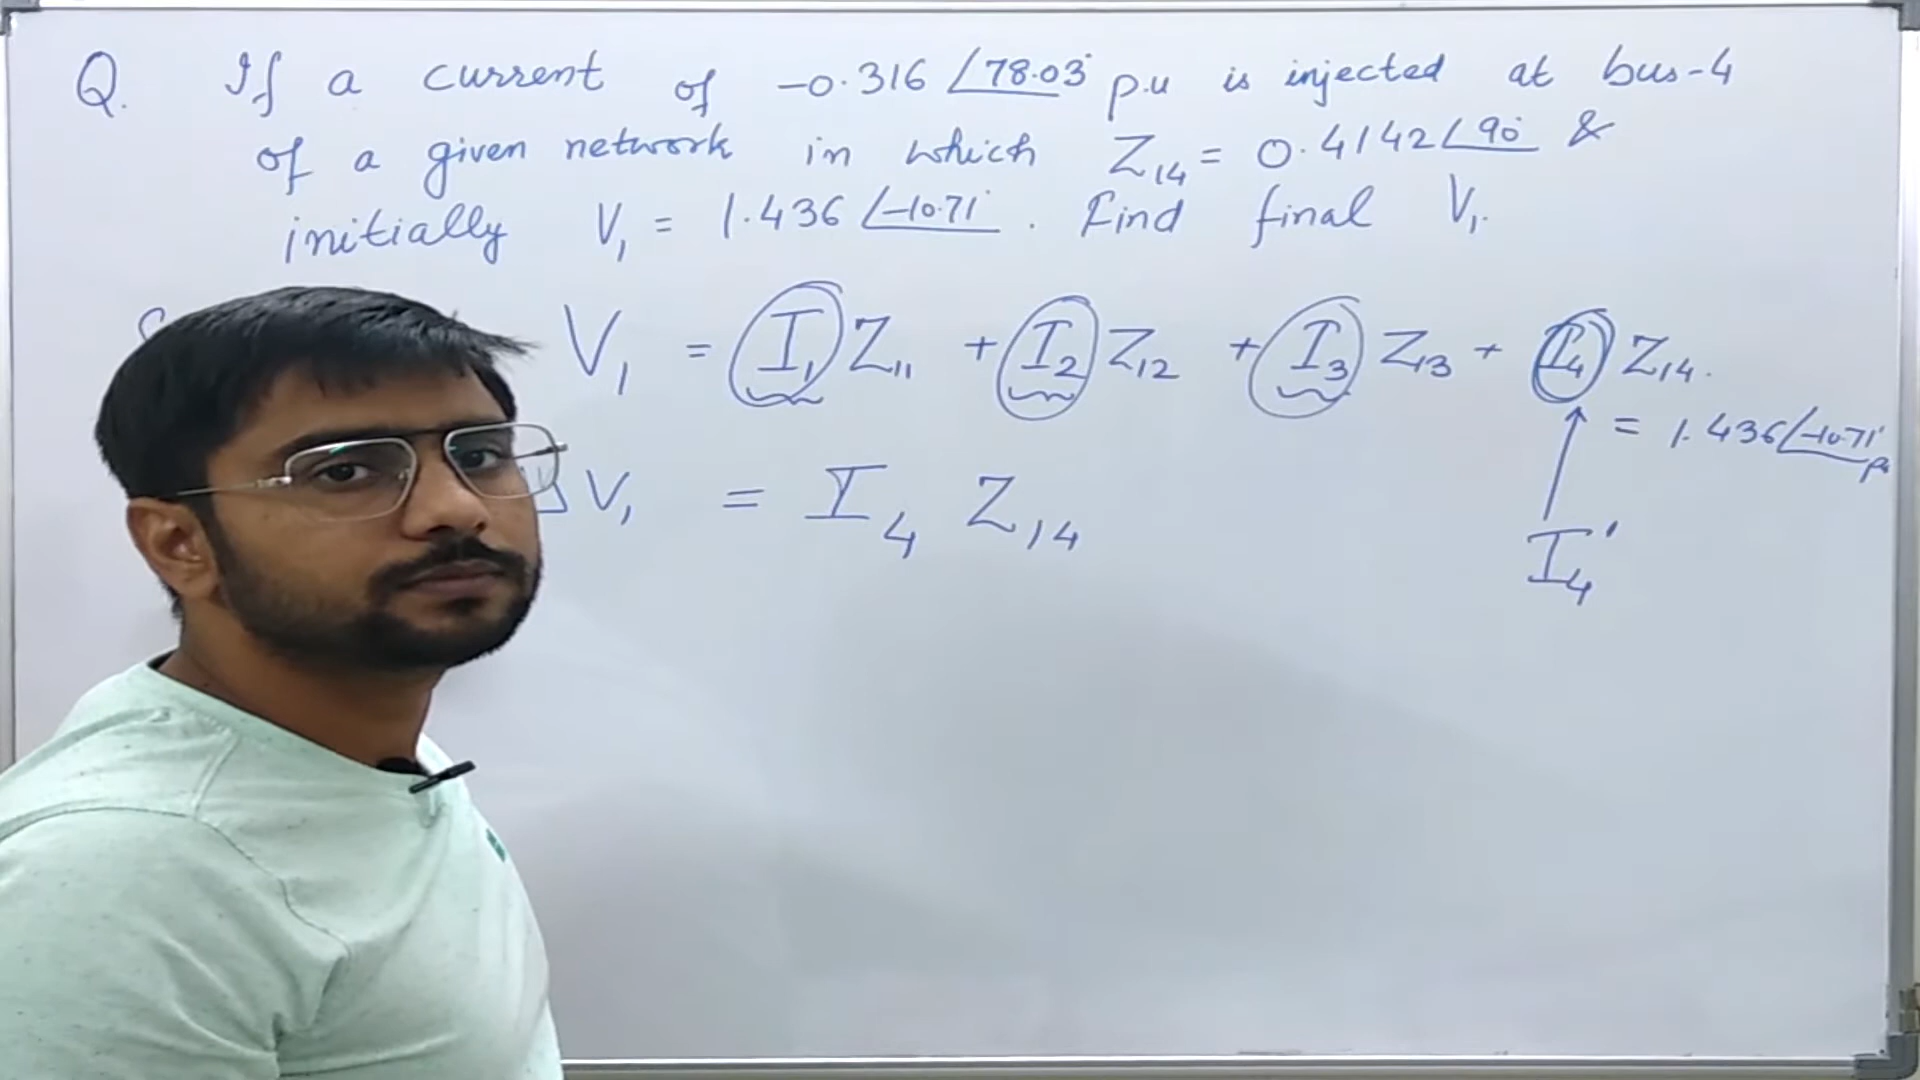 Q. If a current of -0.316∠78.03° p.u is injected at bus-4
of a given network in which Z14 = 0.4142∠90° &
initially V1 = 1.436∠-10.71°. Find final V1.
V1 = I1 Z11 + I2 Z12 + I3 Z13 + I4 Z14.
= 1.436∠-10.71°
ΔV1 = I4 Z14
I4'